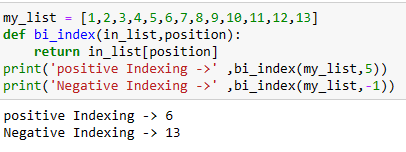 my_list = [1,2,3,4,5,6,7,8,9,10,11,12,13]
def bi_index(in_list,position):
    return in_list[position]
print('positive Indexing ->' ,bi_index(my_list,5))
print('Negative Indexing ->' ,bi_index(my_list,-1))
positive Indexing -> 6
Negative Indexing -> 13